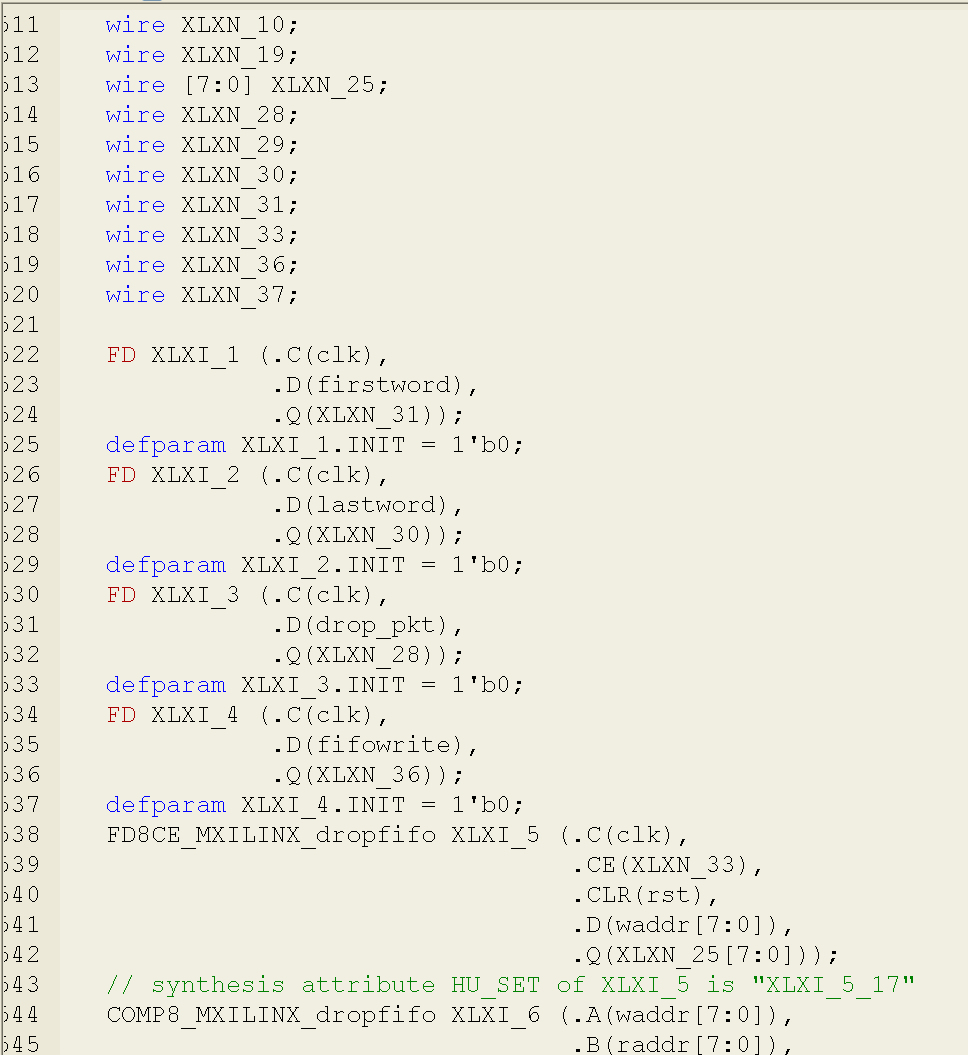 511 wire XLXN_10;
512 wire XLXN_19;
513 wire [7:0] XLXN_25;
514 wire XLXN_28;
515 wire XLXN_29;
516 wire XLXN_30;
517 wire XLXN_31;
518 wire XLXN_33;
519 wire XLXN_36;
520 wire XLXN_37;
521
522 FD XLXI_1 (.C(clk),
523 .D(firstword),
524 .Q(XLXN_31));
525 defparam XLXI_1.INIT = 1'b0;
526 FD XLXI_2 (.C(clk),
527 .D(lastword),
528 .Q(XLXN_30));
529 defparam XLXI_2.INIT = 1'b0;
530 FD XLXI_3 (.C(clk),
531 .D(drop_pkt),
532 .Q(XLXN_28));
533 defparam XLXI_3.INIT = 1'b0;
534 FD XLXI_4 (.C(clk),
535 .D(fifowrite),
536 .Q(XLXN_36));
537 defparam XLXI_4.INIT = 1'b0;
538 FD8CE_MXILINX_dropfifo XLXI_5 (.C(clk),
539 .CE(XLXN_33),
540 .CLR(rst),
541 .D(waddr[7:0]),
542 .Q(XLXN_25[7:0]));
543 // synthesis attribute HU_SET of XLXI_5 is "XLXI_5_17"
544 COMP8_MXILINX_dropfifo XLXI_6 (.A(waddr[7:0]),
545 .B(raddr[7:0]),